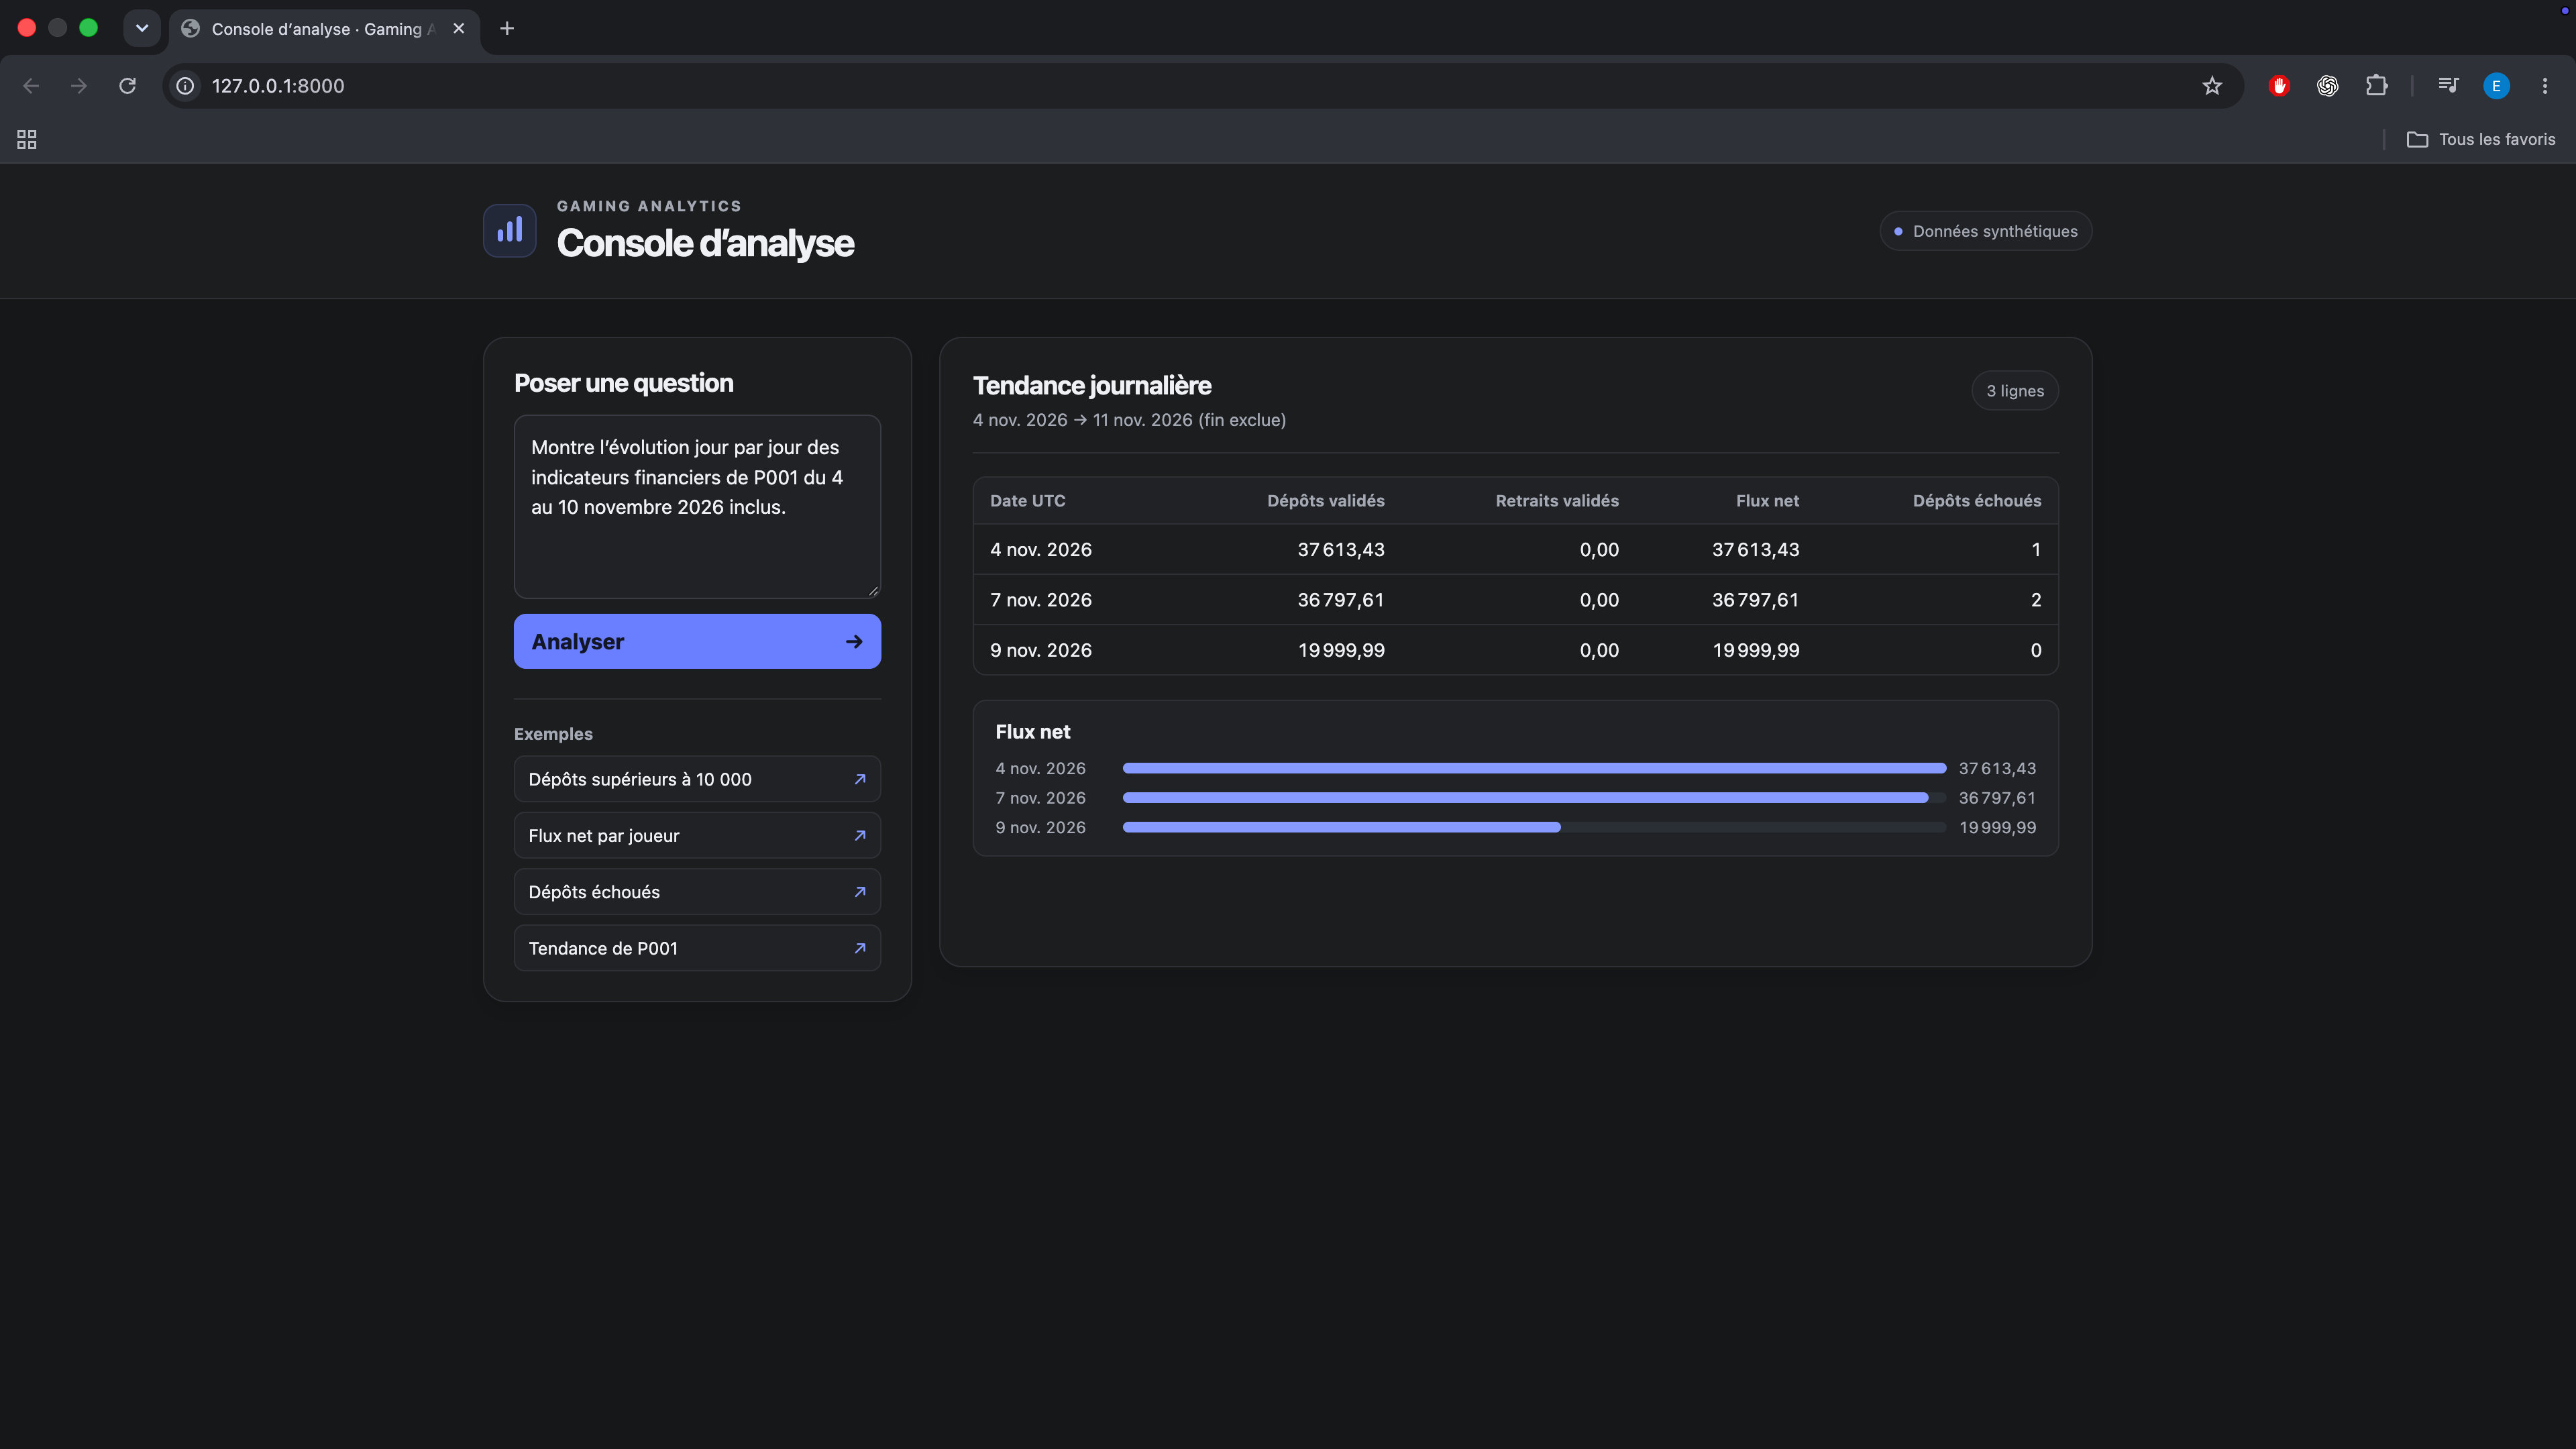 Console d’analyse · Gaming A
127.0.0.1:8000
E
Tous les favoris
GAMING ANALYTICS
Console d’analyse
Données synthétiques
Poser une question
Montre l’évolution jour par jour des
indicateurs financiers de P001 du 4
au 10 novembre 2026 inclus.
Analyser →
Exemples
Dépôts supérieurs à 10 000
Flux net par joueur
Dépôts échoués
Tendance de P001
Tendance journalière
3 lignes
4 nov. 2026 → 11 nov. 2026 (fin exclue)
Date UTC Dépôts validés Retraits validés Flux net Dépôts échoués
4 nov. 2026 37 613,43 0,00 37 613,43 1
7 nov. 2026 36 797,61 0,00 36 797,61 2
9 nov. 2026 19 999,99 0,00 19 999,99 0
Flux net
4 nov. 2026 37 613,43
7 nov. 2026 36 797,61
9 nov. 2026 19 999,99